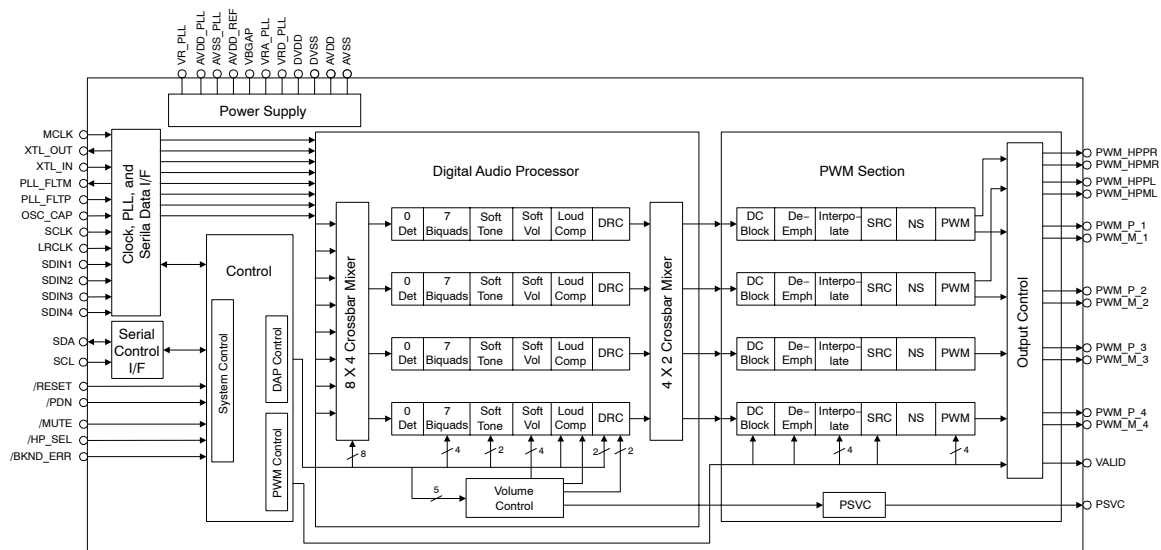 VR_PLL
AVDD_PLL
AVSS_PLL
AVDD_REF
VBGAP
VRA_PLL
VRD_PLL
DVDD
DVSS
AVDD
AVSS
Power Supply
MCLK
XTL_OUT
XTL_IN
PLL_FLTM
PLL_FLTP
OSC_CAP
SCLK
LRCLK
SDIN1
SDIN2
SDIN3
SDIN4
SDA
SCL
/RESET
/PDN
/MUTE
/HP_SEL
/BKND_ERR
Clock, PLL, and
Serila Data I/F
Serial
Control
I/F
Control
System Control
DAP Control
PWM Control
Digital Audio Processor
8 X 4 Crossbar Mixer
0
Det
7
Biquads
Soft
Tone
Soft
Vol
Loud
Comp
DRC
0
Det
7
Biquads
Soft
Tone
Soft
Vol
Loud
Comp
DRC
0
Det
7
Biquads
Soft
Tone
Soft
Vol
Loud
Comp
DRC
0
Det
7
Biquads
Soft
Tone
Soft
Vol
Loud
Comp
DRC
8
4
2
4
2
2
5
Volume
Control
4 X 2 Crossbar Mixer
PWM Section
DC
Block
De–
Emph
Interpo–
late
SRC
NS
PWM
DC
Block
De–
Emph
Interpo–
late
SRC
NS
PWM
DC
Block
De–
Emph
Interpo–
late
SRC
NS
PWM
DC
Block
De–
Emph
Interpo–
late
SRC
NS
PWM
4
4
PSVC
Output Control
PWM_HPPR
PWM_HPMR
PWM_HPPL
PWM_HPML
PWM_P_1
PWM_M_1
PWM_P_2
PWM_M_2
PWM_P_3
PWM_M_3
PWM_P_4
PWM_M_4
VALID
PSVC